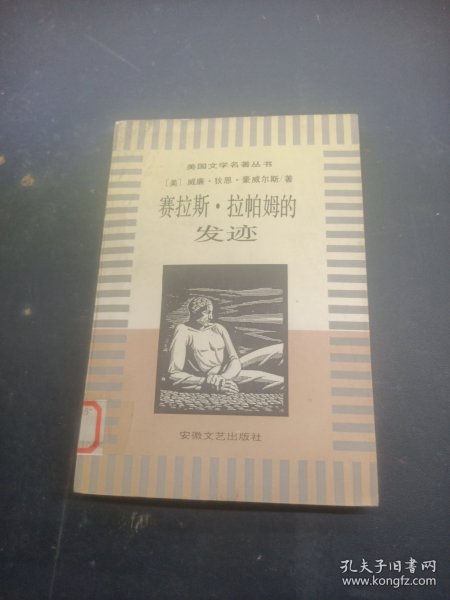 美国文学名著丛书
[美] 威廉·狄恩·豪威尔斯/著
赛拉斯·拉帕姆的
发迹
安徽文艺出版社
孔夫子旧书网
www.kongfz.com